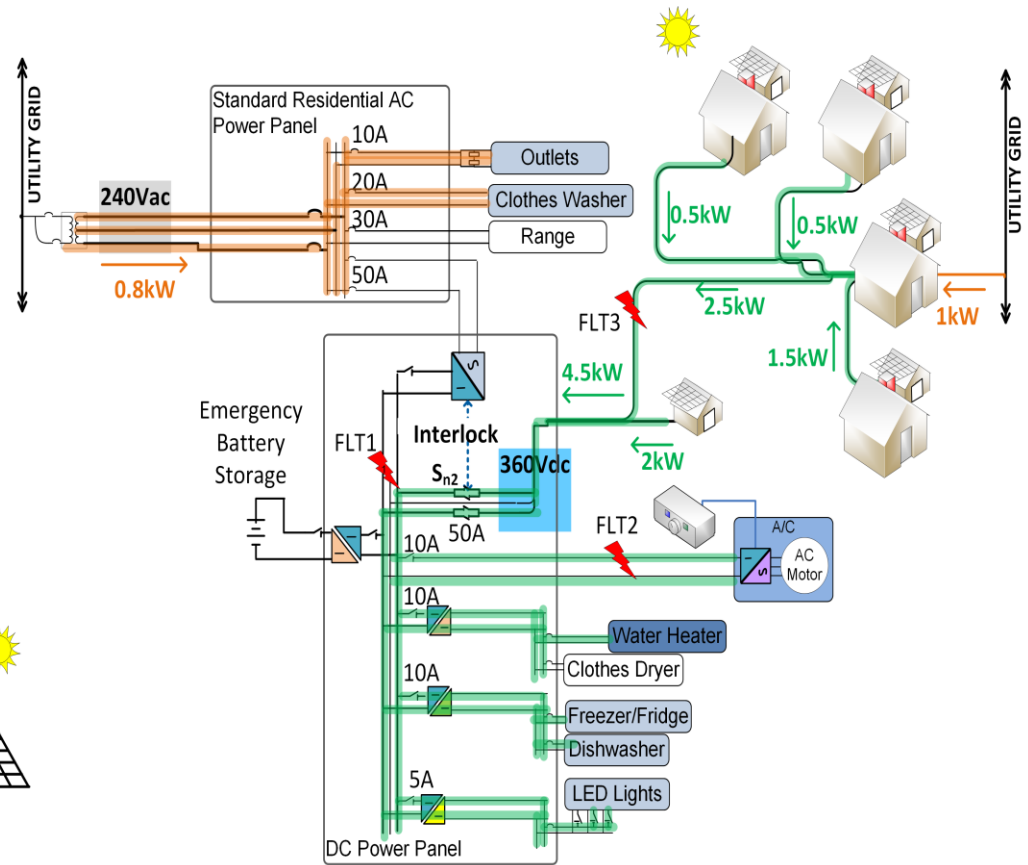 UTILITY GRID
240Vac
0.8kW
Standard Residential AC
Power Panel
10A
Outlets
20A
Clothes Washer
30A
Range
50A
UTILITY GRID
0.5kW
0.5kW
2.5kW
1kW
1.5kW
FLT3
4.5kW
2kW
Emergency
Battery
Storage
FLT1
Interlock
Sn2
360Vdc
50A
FLT2
A/C
AC
Motor
10A
10A
Water Heater
Clothes Dryer
10A
Freezer/Fridge
Dishwasher
5A
LED Lights
DC Power Panel